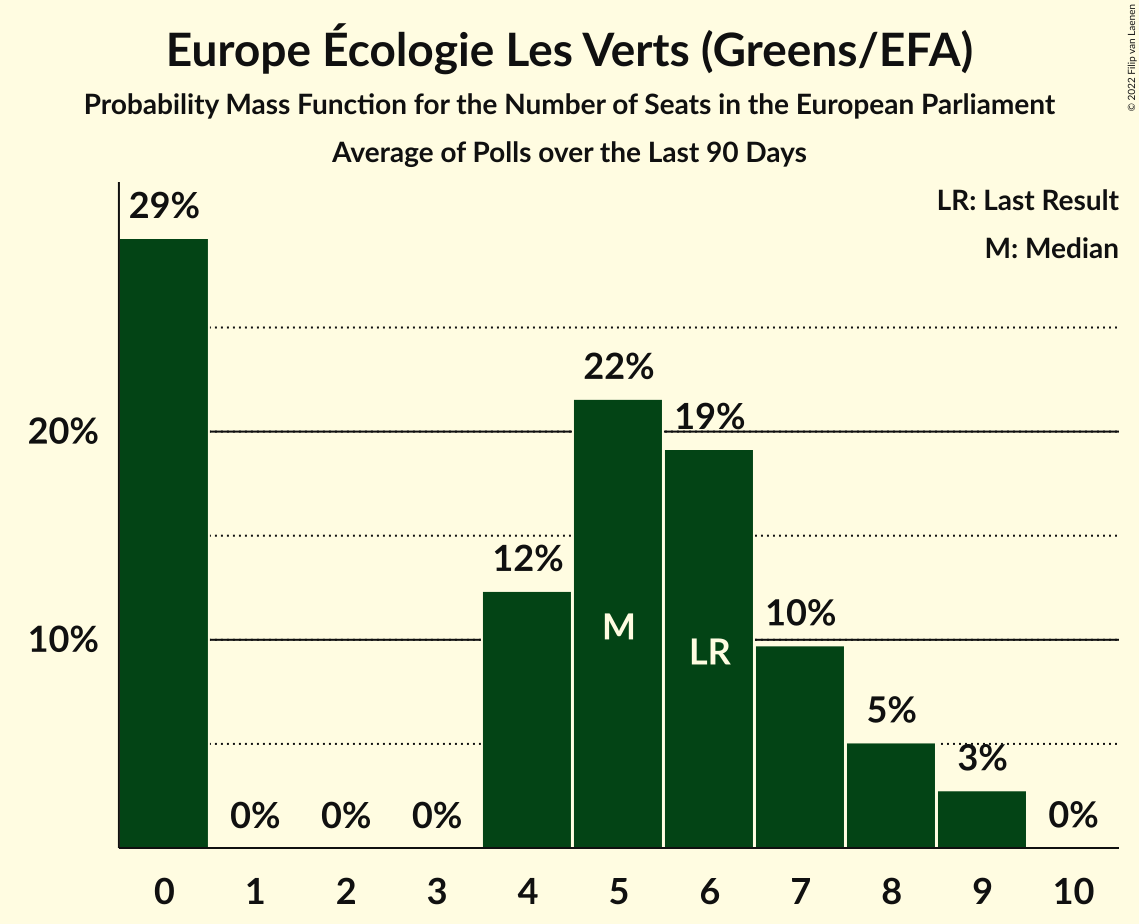 Europe Écologie Les Verts (Greens/EFA)
Probability Mass Function for the Number of Seats in the European Parliament
Average of Polls over the Last 90 Days
© 2022 Filip van Laenen
LR: Last Result
M: Median
29%
22%
20%
19%
12%
10%
10%
M
LR
5%
3%
0%
0%
0%
0%
0 1 2 3 4 5 6 7 8 9 10